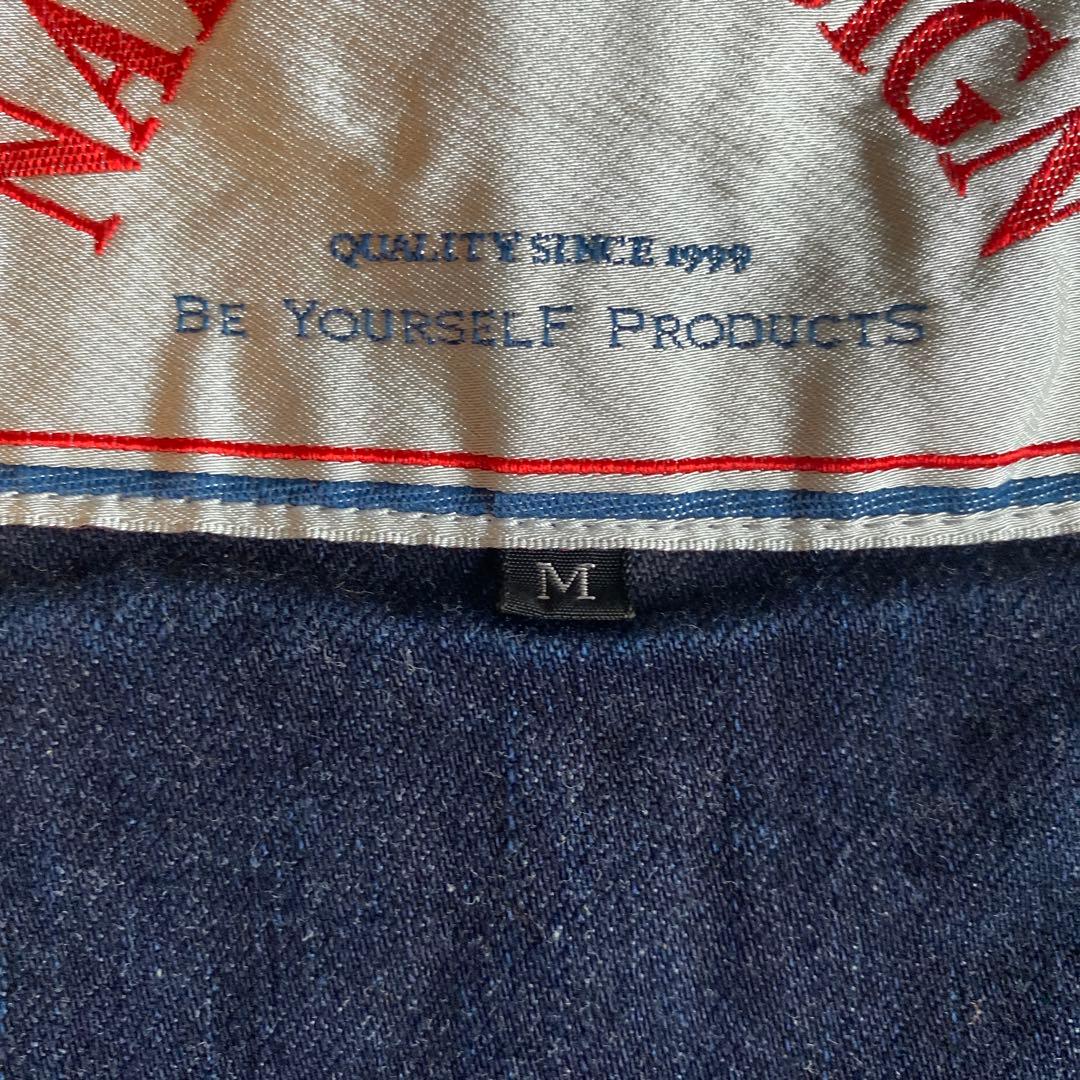 QUALITY SINCE 1999
BE YOURSELF PRODUCTS
M